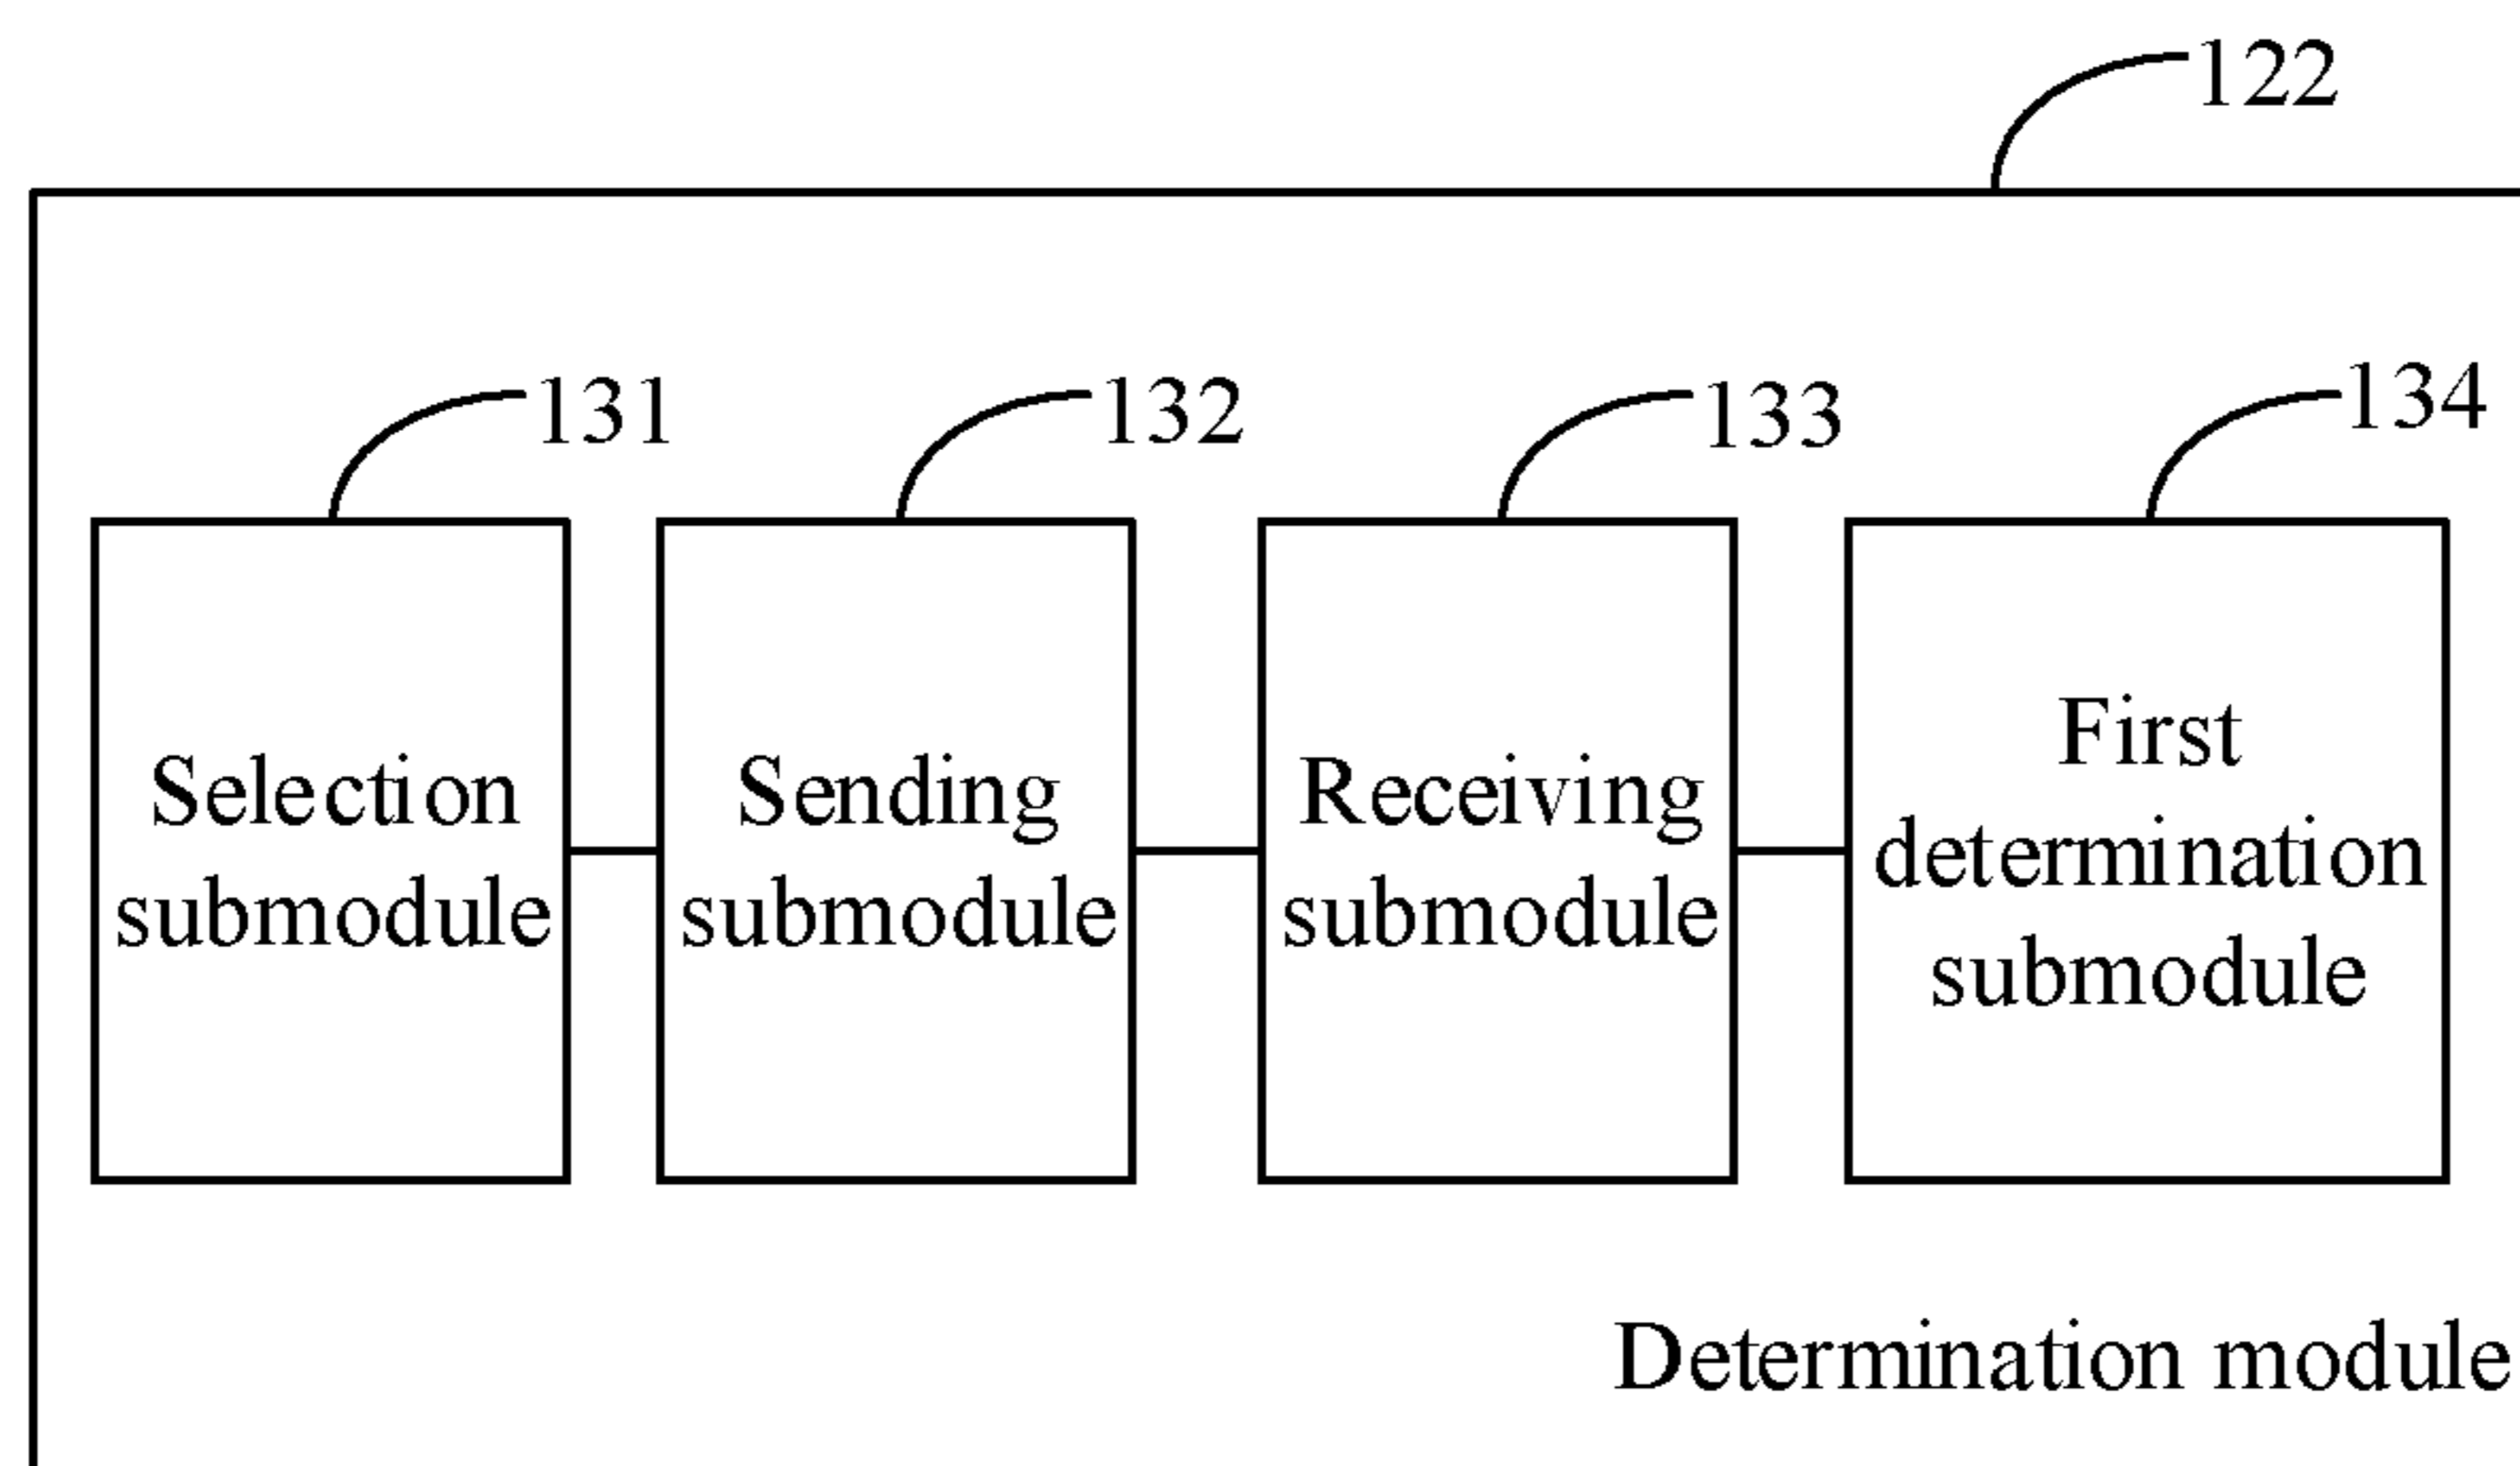 122
131
132
133
134
Selection
submodule
Sending
submodule
Receiving
submodule
First
determination
submodule
Determination module